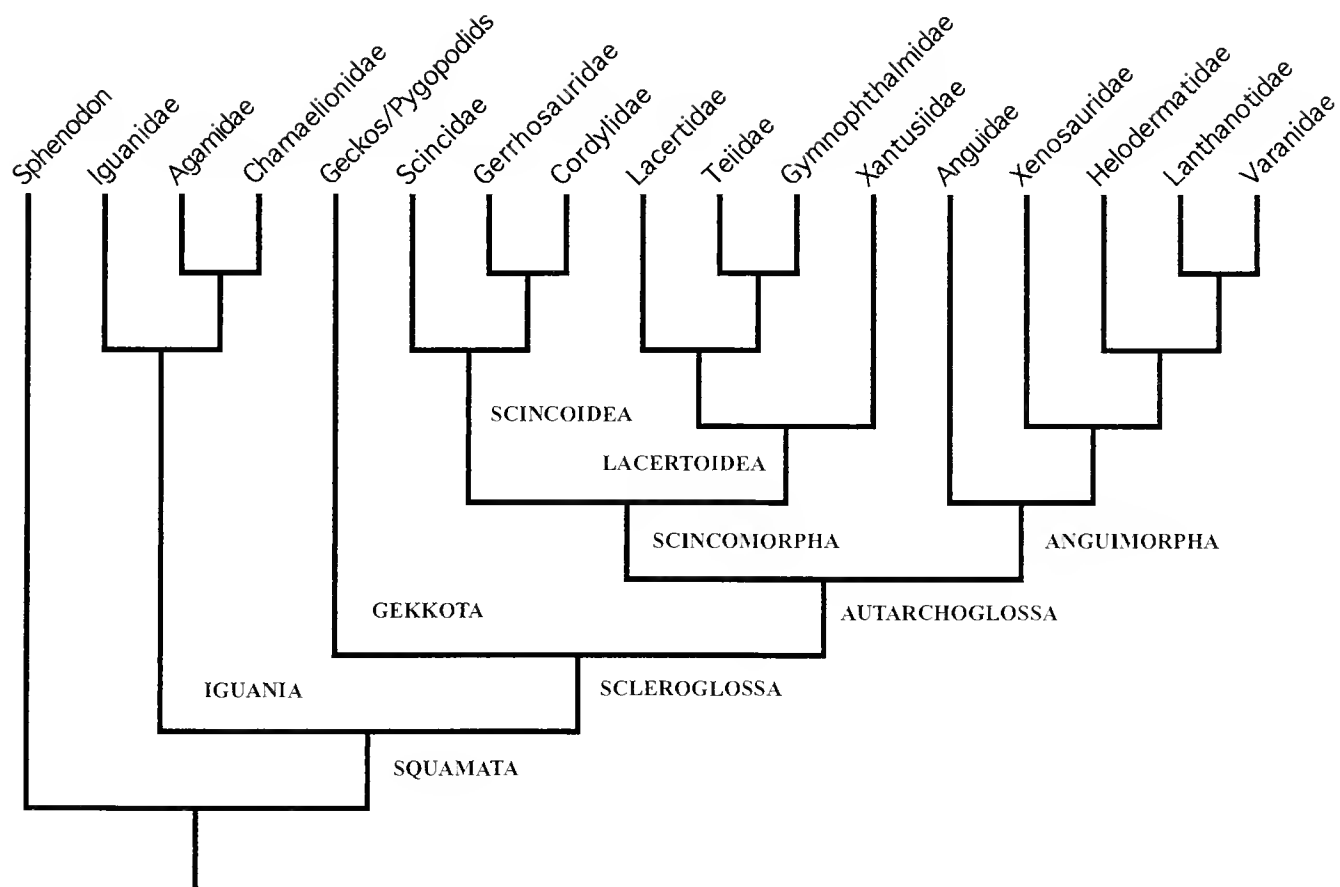 Sphenodon
Iguanidae
Agamidae
Chamaelionidae
Geckos/Pygopodids
Scincidae
Gerrhosauridae
Cordylidae
Lacertidae
Teiidae
Gymnophthalmidae
Xantusiidae
Anguidae
Xenosauridae
Helodermatidae
Lanthanotidae
Varanidae
SCINCOIDEA
LACERTOIDEA
SCINCOMORPHA
ANGUIMORPHA
GEKKOTA
AUTARCHOGLOSSA
IGUANIA
SCLEROGLOSSA
SQUAMATA